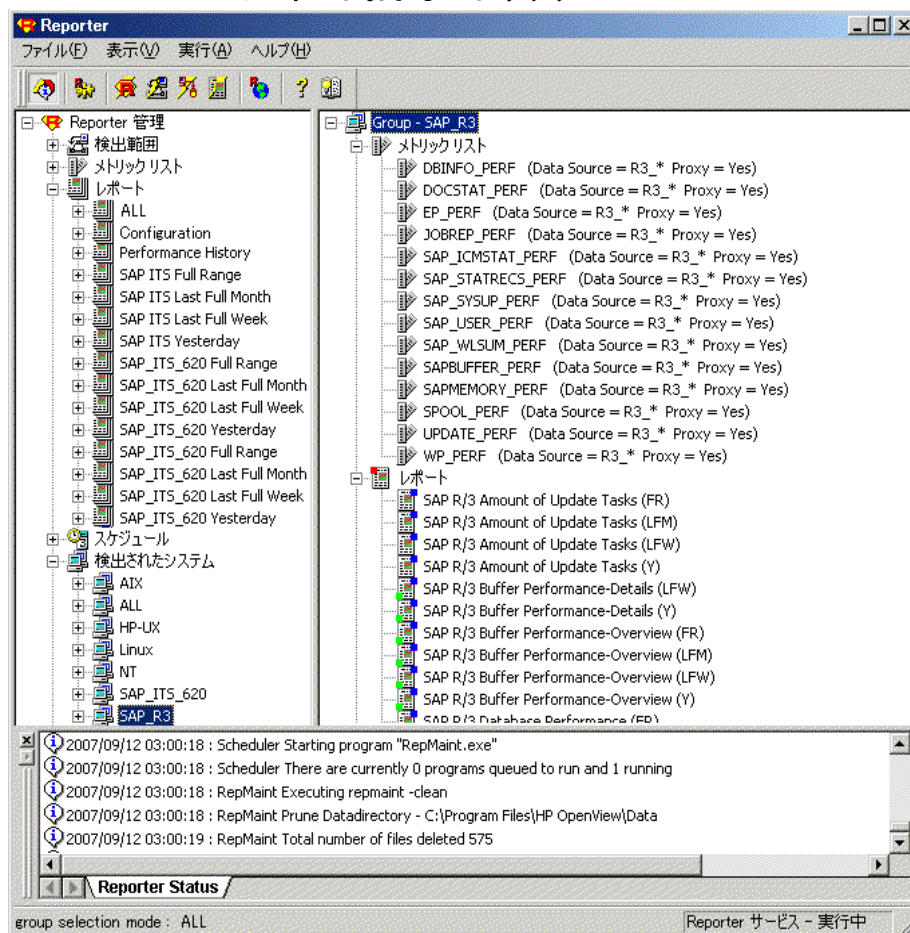 Reporter
ファイル(F) 表示(V) 実行(A) ヘルプ(H)
Reporter 管理
検出範囲
メトリック リスト
レポート
ALL
Configuration
Performance History
SAP ITS Full Range
SAP ITS Last Full Month
SAP ITS Last Full Week
SAP ITS Yesterday
SAP_ITS_620 Full Range
SAP_ITS_620 Last Full Month
SAP_ITS_620 Last Full Week
SAP_ITS_620 Yesterday
SAP_ITS_620 Full Range
SAP_ITS_620 Last Full Month
SAP_ITS_620 Last Full Week
SAP_ITS_620 Yesterday
スケジュール
検出されたシステム
AIX
ALL
HP-UX
Linux
NT
SAP_ITS_620
SAP_R3
Group - SAP_R3
メトリック リスト
DBINFO_PERF (Data Source = R3_* Proxy = Yes)
DOCSTAT_PERF (Data Source = R3_* Proxy = Yes)
EP_PERF (Data Source = R3_* Proxy = Yes)
JOBREP_PERF (Data Source = R3_* Proxy = Yes)
SAP_ICMSTAT_PERF (Data Source = R3_* Proxy = Yes)
SAP_STATRECS_PERF (Data Source = R3_* Proxy = Yes)
SAP_SYSUP_PERF (Data Source = R3_* Proxy = Yes)
SAP_USER_PERF (Data Source = R3_* Proxy = Yes)
SAP_WLSUM_PERF (Data Source = R3_* Proxy = Yes)
SAPBUFFER_PERF (Data Source = R3_* Proxy = Yes)
SAPMEMORY_PERF (Data Source = R3_* Proxy = Yes)
SPOOL_PERF (Data Source = R3_* Proxy = Yes)
UPDATE_PERF (Data Source = R3_* Proxy = Yes)
WP_PERF (Data Source = R3_* Proxy = Yes)
レポート
SAP R/3 Amount of Update Tasks (FR)
SAP R/3 Amount of Update Tasks (LFM)
SAP R/3 Amount of Update Tasks (LFW)
SAP R/3 Amount of Update Tasks (Y)
SAP R/3 Buffer Performance-Details (LFW)
SAP R/3 Buffer Performance-Details (Y)
SAP R/3 Buffer Performance-Overview (FR)
SAP R/3 Buffer Performance-Overview (LFM)
SAP R/3 Buffer Performance-Overview (LFW)
SAP R/3 Buffer Performance-Overview (Y)
SAP R/3 Database Performance (FR)
2007/09/12 03:00:18 : Scheduler Starting program "RepMaint.exe"
2007/09/12 03:00:18 : Scheduler There are currently 0 programs queued to run and 1 running
2007/09/12 03:00:18 : RepMaint Executing repmaint -clean
2007/09/12 03:00:18 : RepMaint Prune Datadirectory - C:\Program Files\HP OpenView\Data
2007/09/12 03:00:19 : RepMaint Total number of files deleted 575
Reporter Status
group selection mode : ALL
Reporter サービス - 実行中